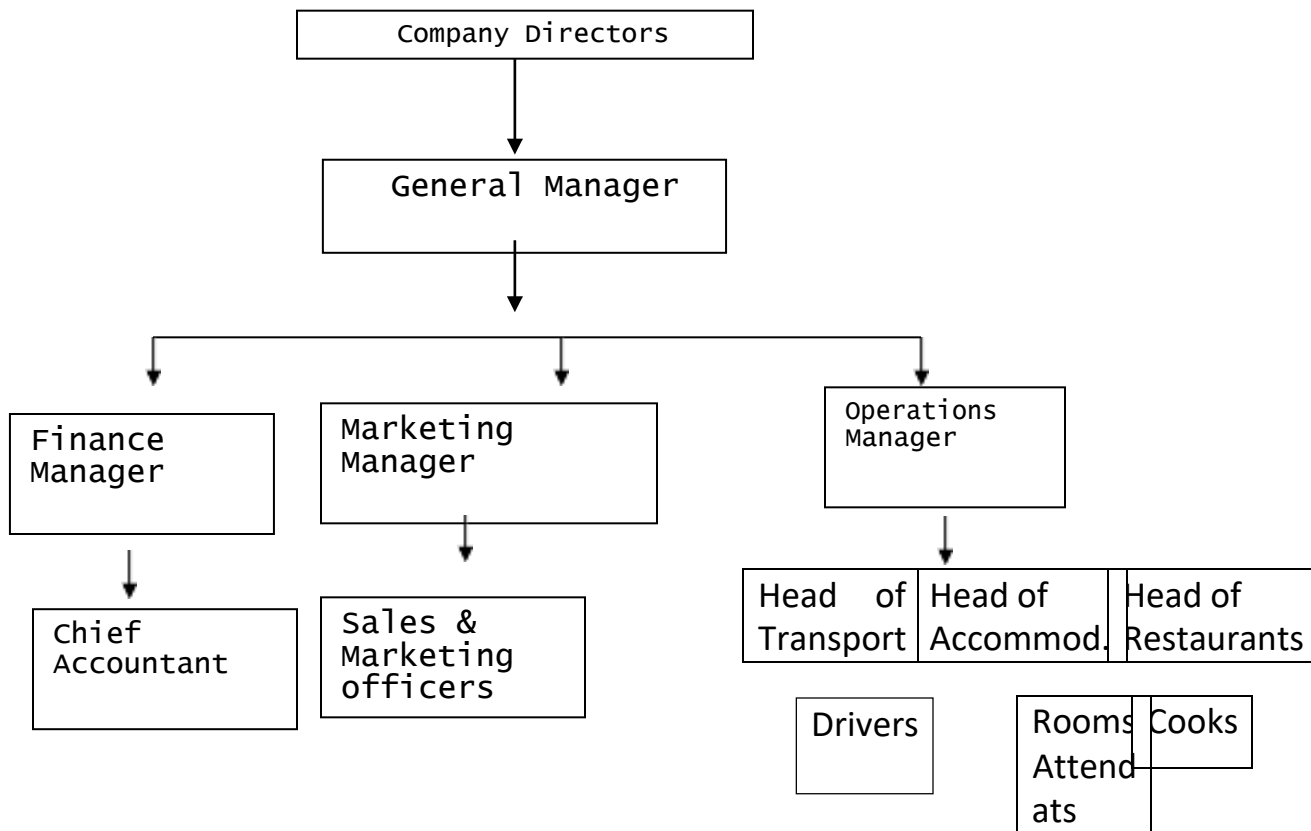 Company Directors
General Manager
Finance
Manager
Marketing
Manager
Operations
Manager
Chief
Accountant
Sales &
Marketing
officers
Head of
Transport
Head of
Accommod.
Head of
Restaurants
Drivers
Rooms
Attend
ats
Cooks